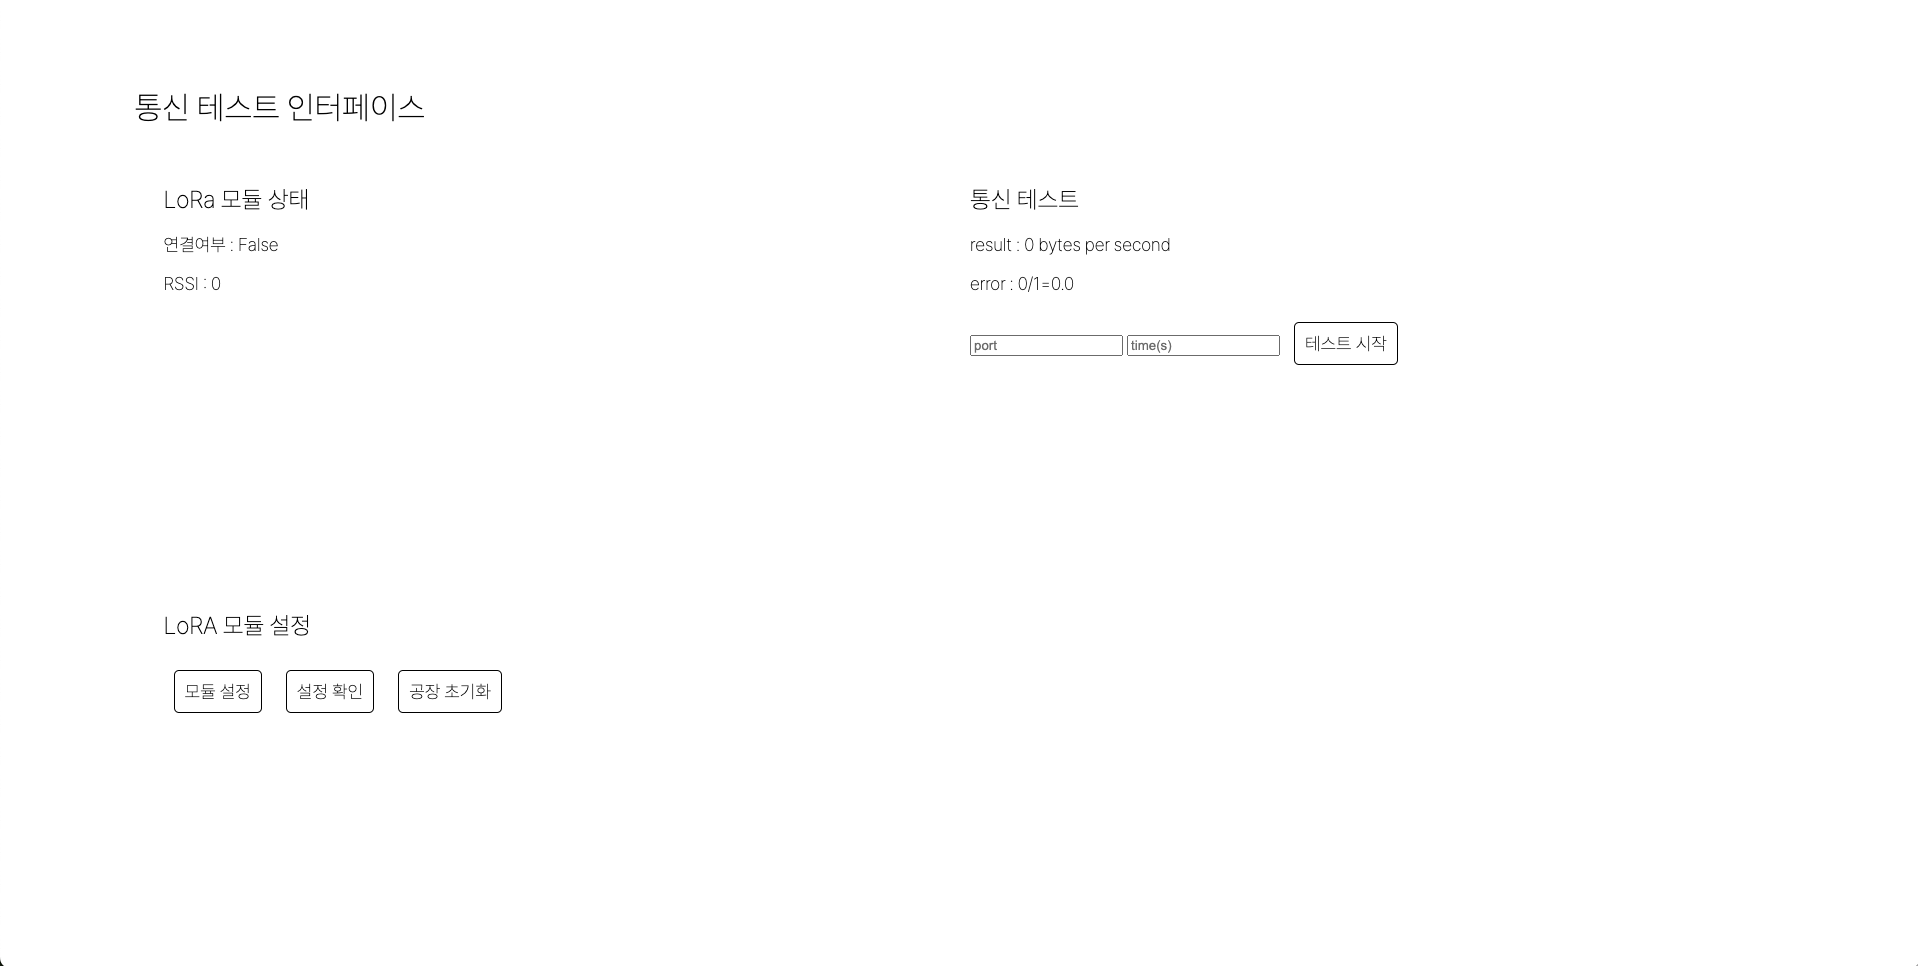 통신 테스트 인터페이스
LoRa 모듈 상태
연결여부 : False
RSSI : 0
통신 테스트
result : 0 bytes per second
error : 0/1=0.0
port time(s) 테스트 시작
LoRA 모듈 설정
모듈 설정 설정 확인 공장 초기화